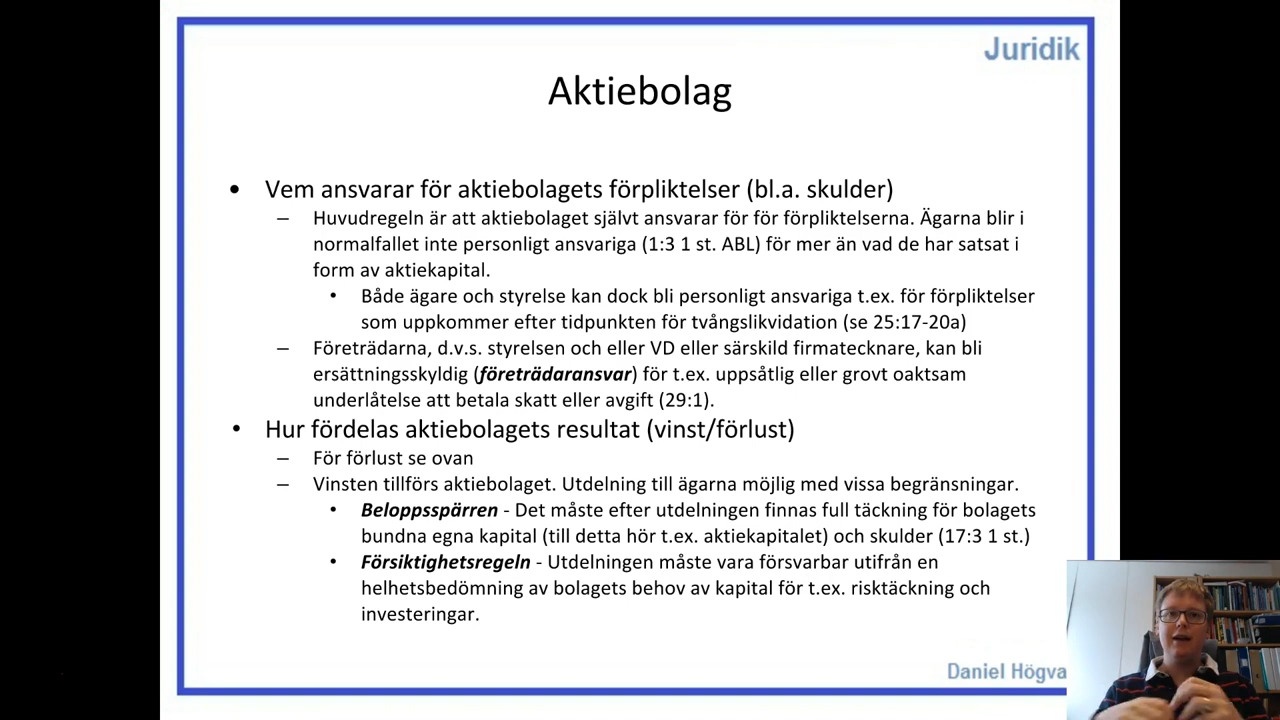 Juridik
Aktiebolag
• Vem ansvarar för aktiebolagets förpliktelser (bl.a. skulder)
– Huvudregeln är att aktiebolaget självt ansvarar för för förpliktelserna. Ägarna blir i
normalfallet inte personligt ansvariga (1:3 1 st. ABL) för mer än vad de har satsat i
form av aktiekapital.
• Både ägare och styrelse kan dock bli personligt ansvariga t.ex. för förpliktelser
som uppkommer efter tidpunkten för tvångslikvidation (se 25:17-20a)
– Företrädarna, d.v.s. styrelsen och eller VD eller särskild firmatecknare, kan bli
ersättningsskyldig (företrädaransvar) för t.ex. uppsåtlig eller grovt oaktsam
underlåtelse att betala skatt eller avgift (29:1).
• Hur fördelas aktiebolagets resultat (vinst/förlust)
– För förlust se ovan
– Vinsten tillförs aktiebolaget. Utdelning till ägarna möjlig med vissa begränsningar.
• Beloppsspärren - Det måste efter utdelningen finnas full täckning för bolagets
bundna egna kapital (till detta hör t.ex. aktiekapitalet) och skulder (17:3 1 st.)
• Försiktighetsregeln - Utdelningen måste vara försvarbar utifrån en
helhetsbedömning av bolagets behov av kapital för t.ex. risktäckning och
investeringar.
Daniel Högva